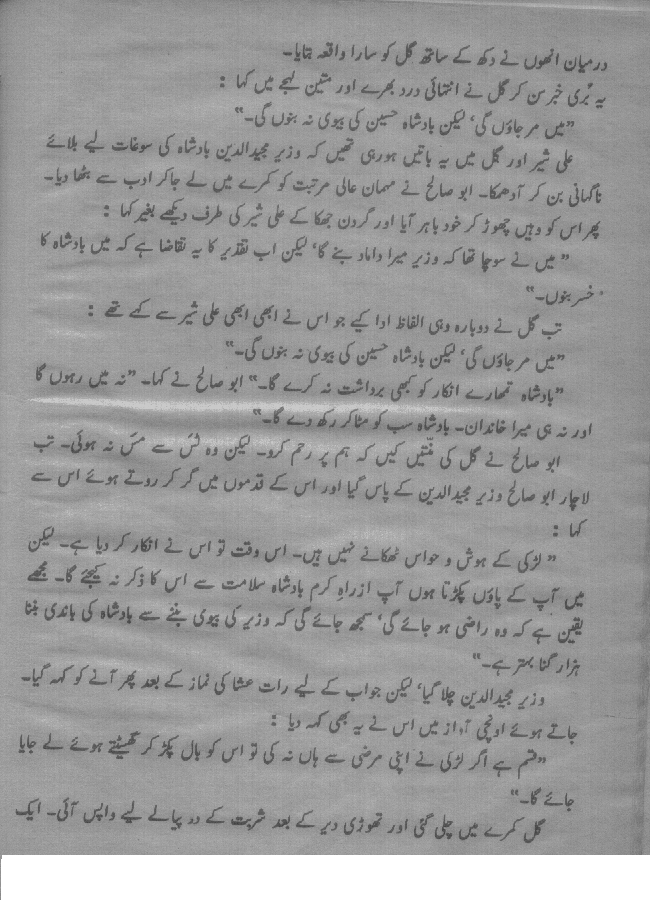 درمیان انھوں نے دکھ کے ساتھ گل کو سارا واقعہ بتایا۔
یہ بُری خبر سن کر گل نے انتہائی درد بھرے اور متین لہجے میں کہا :
”میں مر جاؤں گی‘ لیکن بادشاہ حسین کی بیوی نہ بنوں گی۔“
علی شیر اور گل میں یہ باتیں ہو رہی تھیں کہ وزیر مجیدالدین بادشاہ کی سوغات لیے بلائے
ناگہانی بن کر آدھمکا۔ ابو صالح نے مہمان عالی مرتبت کو کمرے میں لے جاکر ادب سے بٹھا دیا۔
پھر اس کو وہیں چھوڑ کر خود باہر آیا اور گردن جھکا کے علی شیر کی طرف دیکھے بغیر کہا :
”میں نے سوچا تھا کہ وزیر میرا داماد بنے گا‘ لیکن اب تقدیر کا یہ تقاضا ہے کہ میں بادشاہ کا
خسر بنوں۔“
تب گل نے دوبارہ وہی الفاظ ادا کیے جو اس نے ابھی ابھی علی شیر سے کہے تھے :
”میں مر جاؤں گی‘ لیکن بادشاہ حسین کی بیوی نہ بنوں گی۔“
”بادشاہ تمھارے انکار کو کبھی برداشت نہ کرے گا۔“ ابو صالح نے کہا۔ ”نہ میں رہوں گا
اور نہ ہی میرا خاندان۔ بادشاہ سب کو مٹا کر رکھ دے گا۔“
ابو صالح نے گل کی منّتیں کیں کہ ہم پر رحم کرو۔ لیکن وہ ٹس سے مس نہ ہوئی۔ تب
لاچار ابو صالح وزیر مجیدالدین کے پاس گیا اور اس کے قدموں میں گر کر روتے ہوئے اس سے
کہا :
”لڑکی کے ہوش و حواس ٹھکانے نہیں ہیں۔ اس وقت تو اس نے انکار کر دیا ہے۔ لیکن
میں آپ کے پاؤں پکڑتا ہوں آپ ازراہِ کرم بادشاہ سلامت سے اس کا ذکر نہ کیجئے گا۔ مجھے
یقین ہے کہ وہ راضی ہو جائے گی‘ سمجھ جائے گی کہ وزیر کی بیوی بننے سے بادشاہ کی باندی بننا
ہزار گنا بہتر ہے۔“
وزیر مجیدالدین چلا گیا‘ لیکن جواب کے لیے رات عشا کی نماز کے بعد پھر آنے کو کہہ گیا۔
جاتے ہوئے اونچی آواز میں اس نے یہ بھی کہہ دیا :
”قسم ہے اگر لڑکی نے اپنی مرضی سے ہاں نہ کی تو اس کو بال پکڑ کر گھسیٹتے ہوئے لے جایا
جائے گا۔“
گل کمرے میں چلی گئی اور تھوڑی دیر کے بعد شربت کے دو پیالے لیے واپس آئی۔ ایک